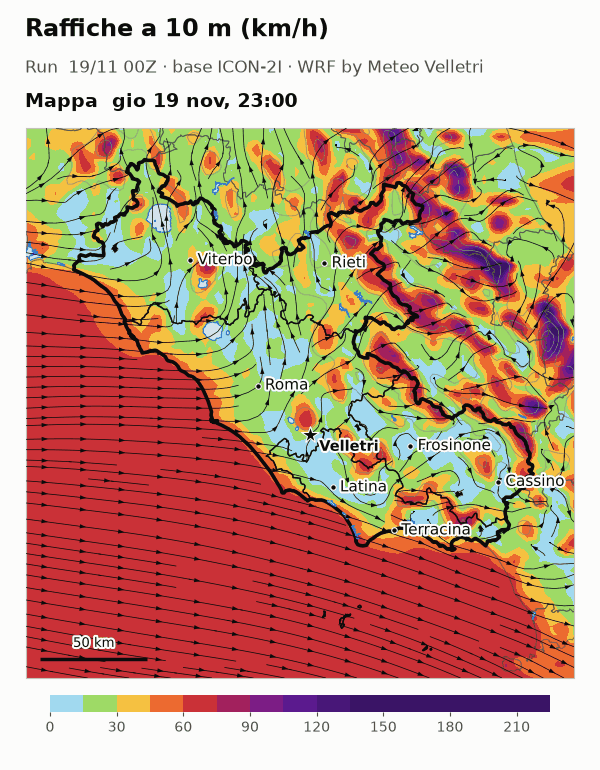 Raffiche a 10 m (km/h)
Run  19/11 00Z · base ICON-2I · WRF by Meteo Velletri
Mappa  gio 19 nov, 23:00
Viterbo
Rieti
Roma
Velletri
Frosinone
Latina
Cassino
Terracina
50 km
0 30 60 90 120 150 180 210